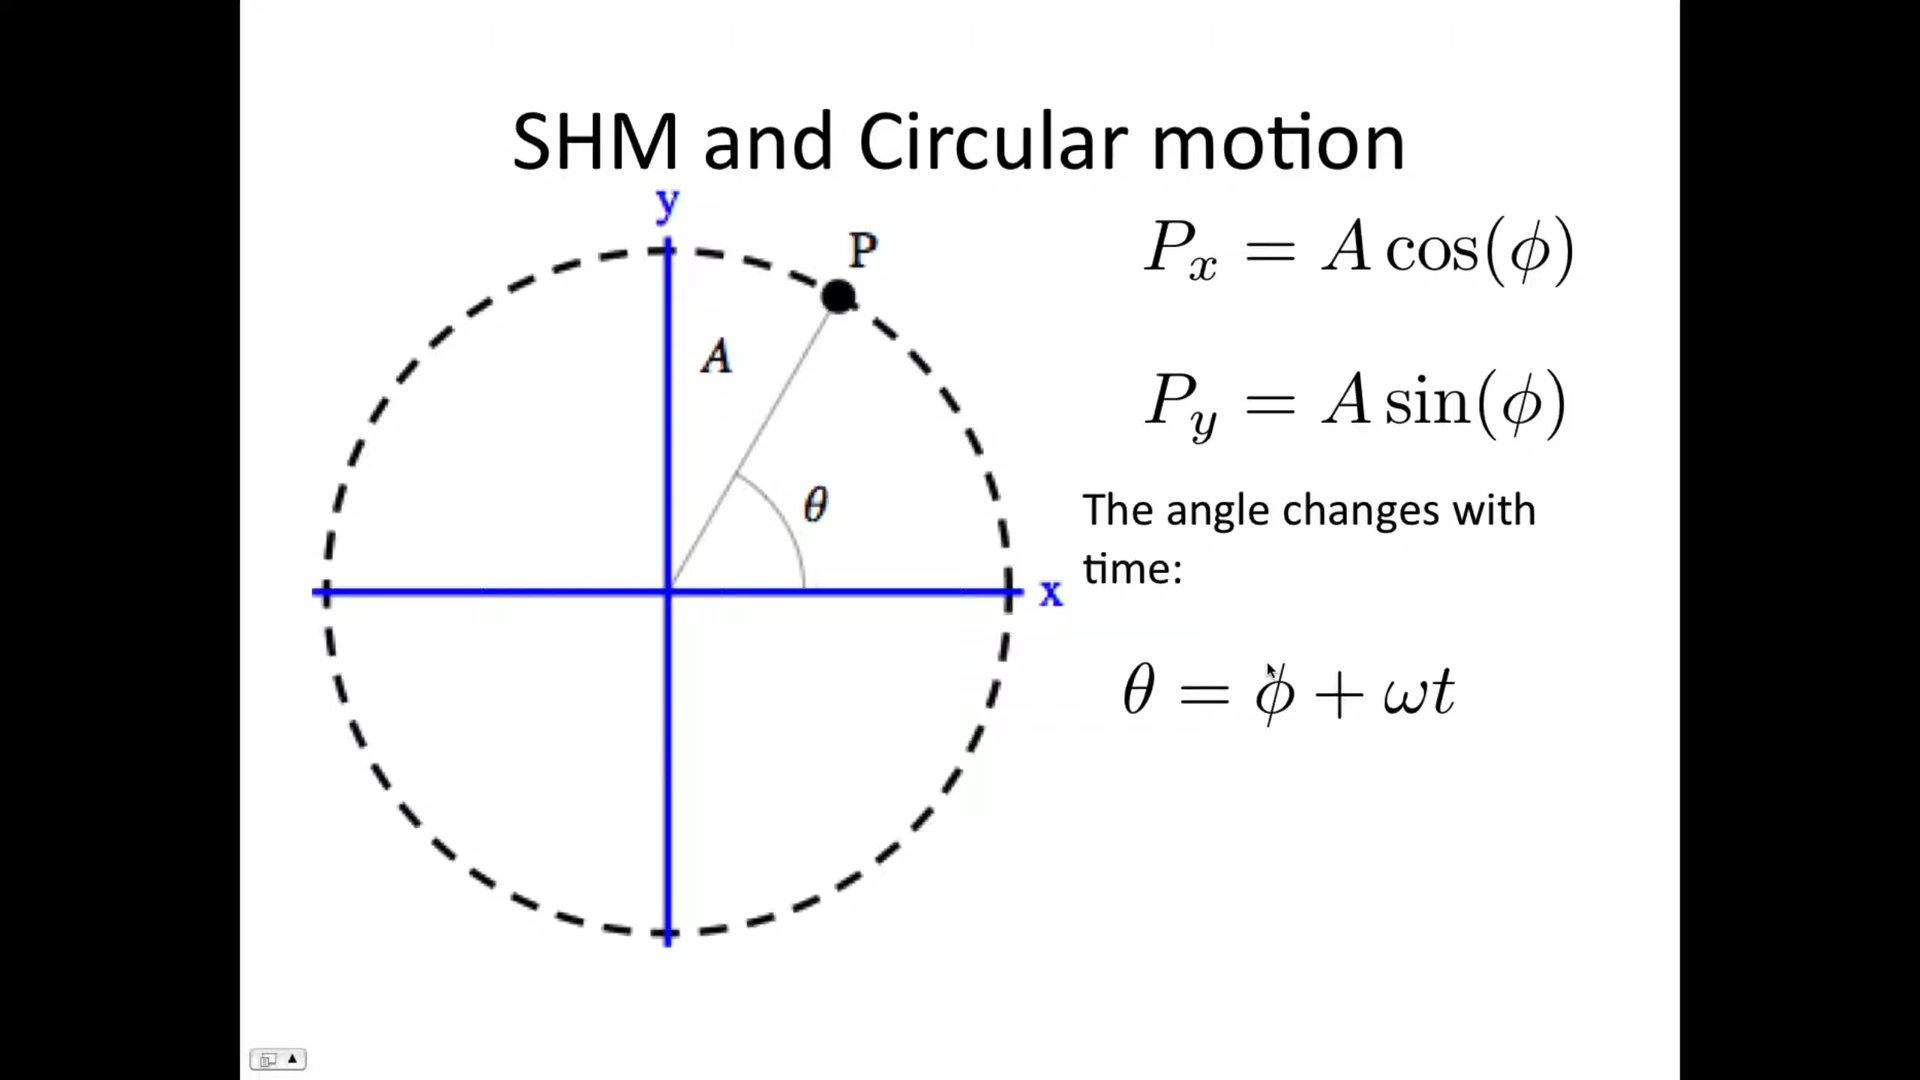 SHM and Circular motion
y
P
A
θ
x
P_x = A cos(ϕ)
P_y = A sin(ϕ)
The angle changes with
time:
θ = ϕ + ωt